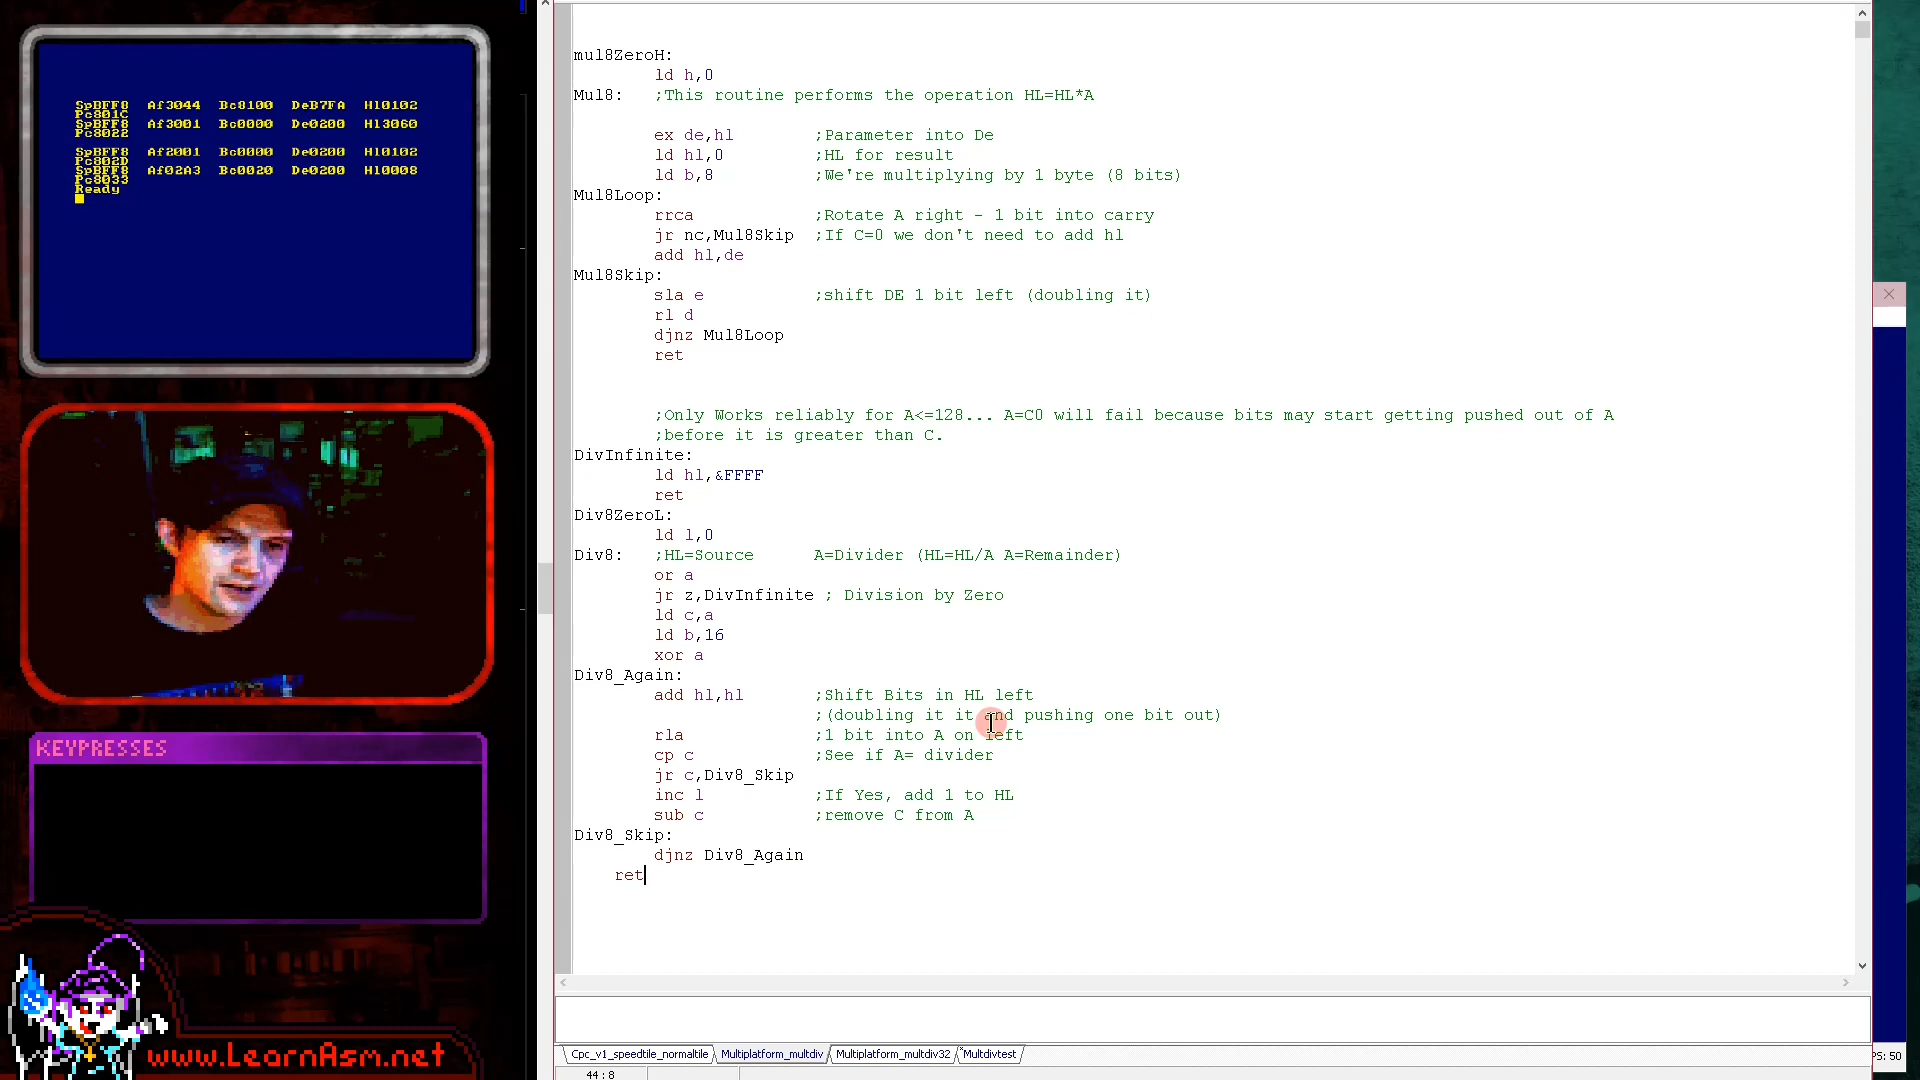 SpBFF8 Af3044 Bc8100 DeB7FA Hl0102
Pc801C
SpBFF8 Af3001 Bc0000 De0200 Hl3060
Pc8022
SpBFF8 Af2001 Bc0000 De0200 Hl0102
Pc802D
SpBFF8 Af02A3 Bc0020 De0200 Hl0008
Pc8033
Ready
KEYPRESSES
www.LearnAsm.net
mul8ZeroH:
ld h,0
Mul8: ;This routine performs the operation HL=HL*A
ex de,hl ;Parameter into De
ld hl,0 ;HL for result
ld b,8 ;We're multiplying by 1 byte (8 bits)
Mul8Loop:
rrca ;Rotate A right - 1 bit into carry
jr nc,Mul8Skip ;If C=0 we don't need to add hl
add hl,de
Mul8Skip:
sla e ;shift DE 1 bit left (doubling it)
rl d
djnz Mul8Loop
ret
;Only Works reliably for A<=128... A=C0 will fail because bits may start getting pushed out of A
;before it is greater than C.
DivInfinite:
ld hl,&FFFF
ret
Div8ZeroL:
ld l,0
Div8: ;HL=Source A=Divider (HL=HL/A A=Remainder)
or a
jr z,DivInfinite ; Division by Zero
ld c,a
ld b,16
xor a
Div8_Again:
add hl,hl ;Shift Bits in HL left
;(doubling it it and pushing one bit out)
rla ;1 bit into A on left
cp c ;See if A= divider
jr c,Div8_Skip
inc l ;If Yes, add 1 to HL
sub c ;remove C from A
Div8_Skip:
djnz Div8_Again
ret
Cpc_v1_speedtile_normaltile Multiplatform_multdiv Multiplatform_multdiv32 *Multdivtest
44:8
PS: 50